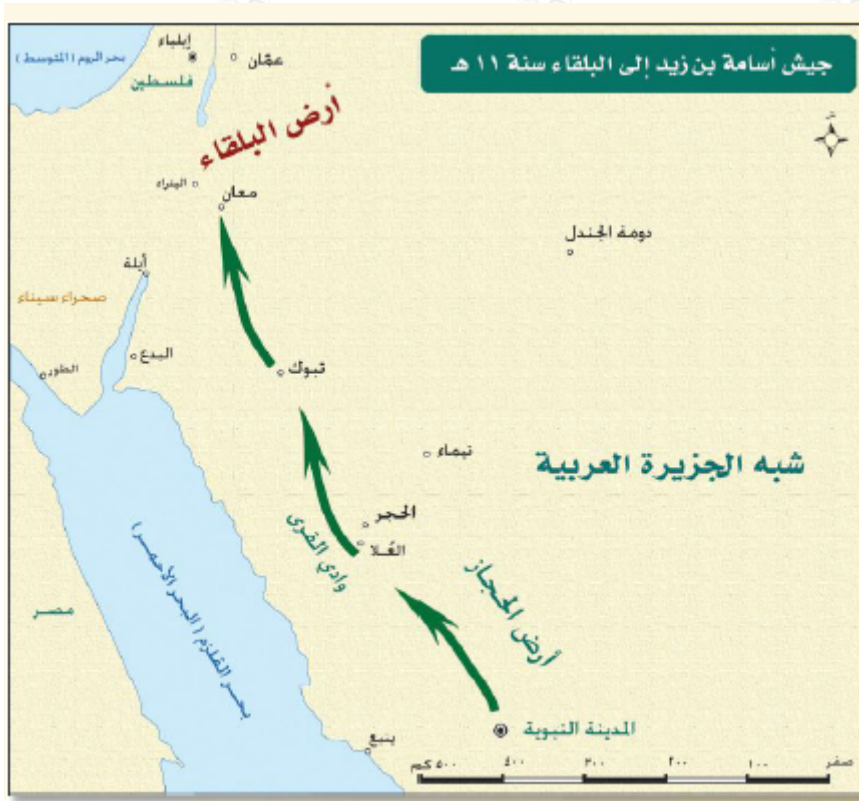 جيش أسامة بن زيد إلى البلقاء سنة ١١ هـ
إيلياء
عمّان
بحر الروم (المتوسط)
فلسطين
أرض البلقاء
البتراء
معان
دومة الجندل
أيلة
صحراء سيناء
البدع
الطور
تبوك
تيماء
شبه الجزيرة العربية
الحجر
العُلا
وادي القرى
أرض الحجاز
مصر
بحر القلزم (البحر الأحمر)
المدينة النبوية
ينبع
صفر ١٠٠ ٢٠٠ ٣٠٠ ٤٠٠ ٥٠٠ كم